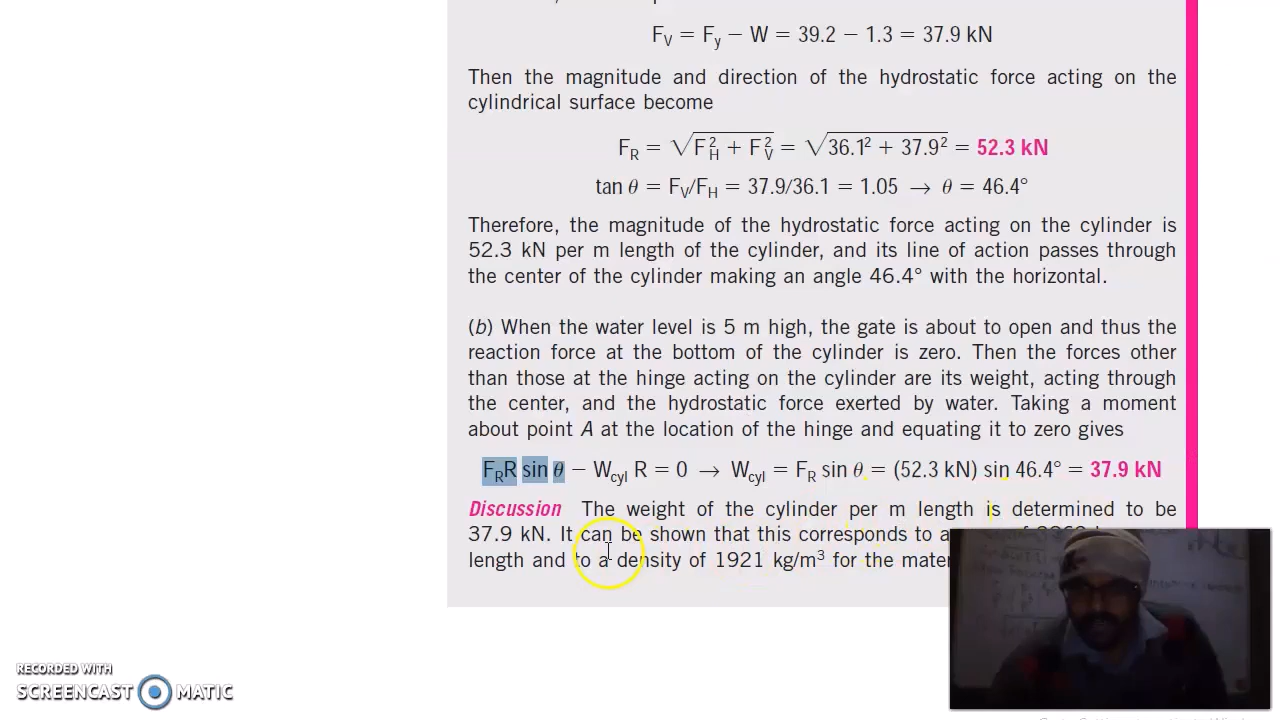 F_V = F_y − W = 39.2 − 1.3 = 37.9 kN
Then the magnitude and direction of the hydrostatic force acting on the
cylindrical surface become
F_R = √(F_H² + F_V²) = √(36.1² + 37.9²) = 52.3 kN
tan θ = F_V/F_H = 37.9/36.1 = 1.05 → θ = 46.4°
Therefore, the magnitude of the hydrostatic force acting on the cylinder is
52.3 kN per m length of the cylinder, and its line of action passes through
the center of the cylinder making an angle 46.4° with the horizontal.
(b) When the water level is 5 m high, the gate is about to open and thus the
reaction force at the bottom of the cylinder is zero. Then the forces other
than those at the hinge acting on the cylinder are its weight, acting through
the center, and the hydrostatic force exerted by water. Taking a moment
about point A at the location of the hinge and equating it to zero gives
F_R R sin θ − W_cyl R = 0 → W_cyl = F_R sin θ = (52.3 kN) sin 46.4° = 37.9 kN
Discussion The weight of the cylinder per m length is determined to be
37.9 kN. It can be shown that this corresponds to a
length and to a density of 1921 kg/m³ for the
RECORDED WITH
SCREENCAST MATIC